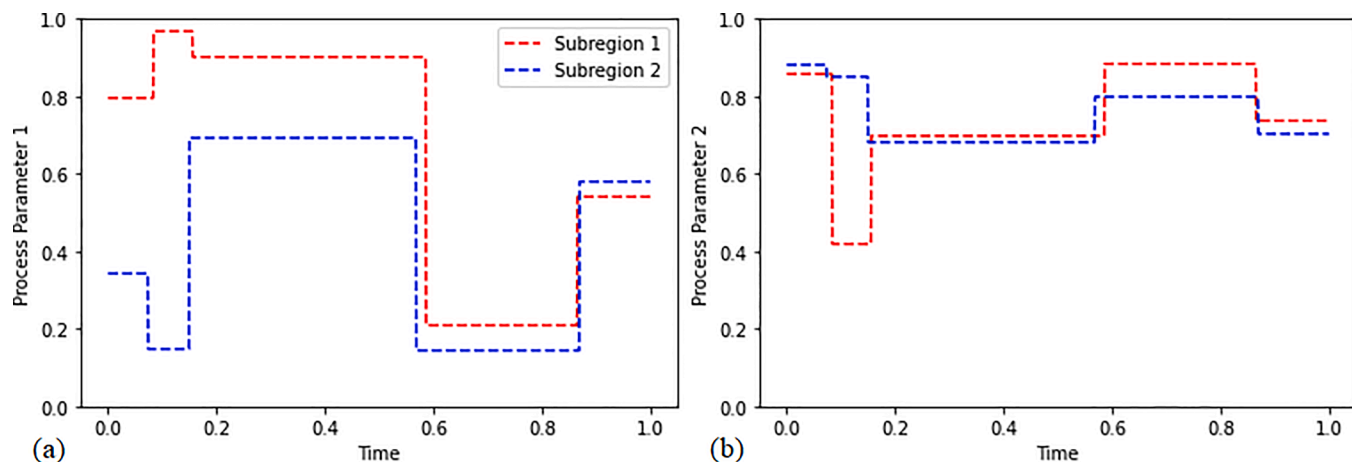 1.0
0.8
0.6
0.4
0.2
0.0
Process Parameter 1
Subregion 1
Subregion 2
0.0 0.2 0.4 0.6 0.8 1.0
Time
(a)
1.0
0.8
0.6
0.4
0.2
0.0
Process Parameter 2
0.0 0.2 0.4 0.6 0.8 1.0
Time
(b)